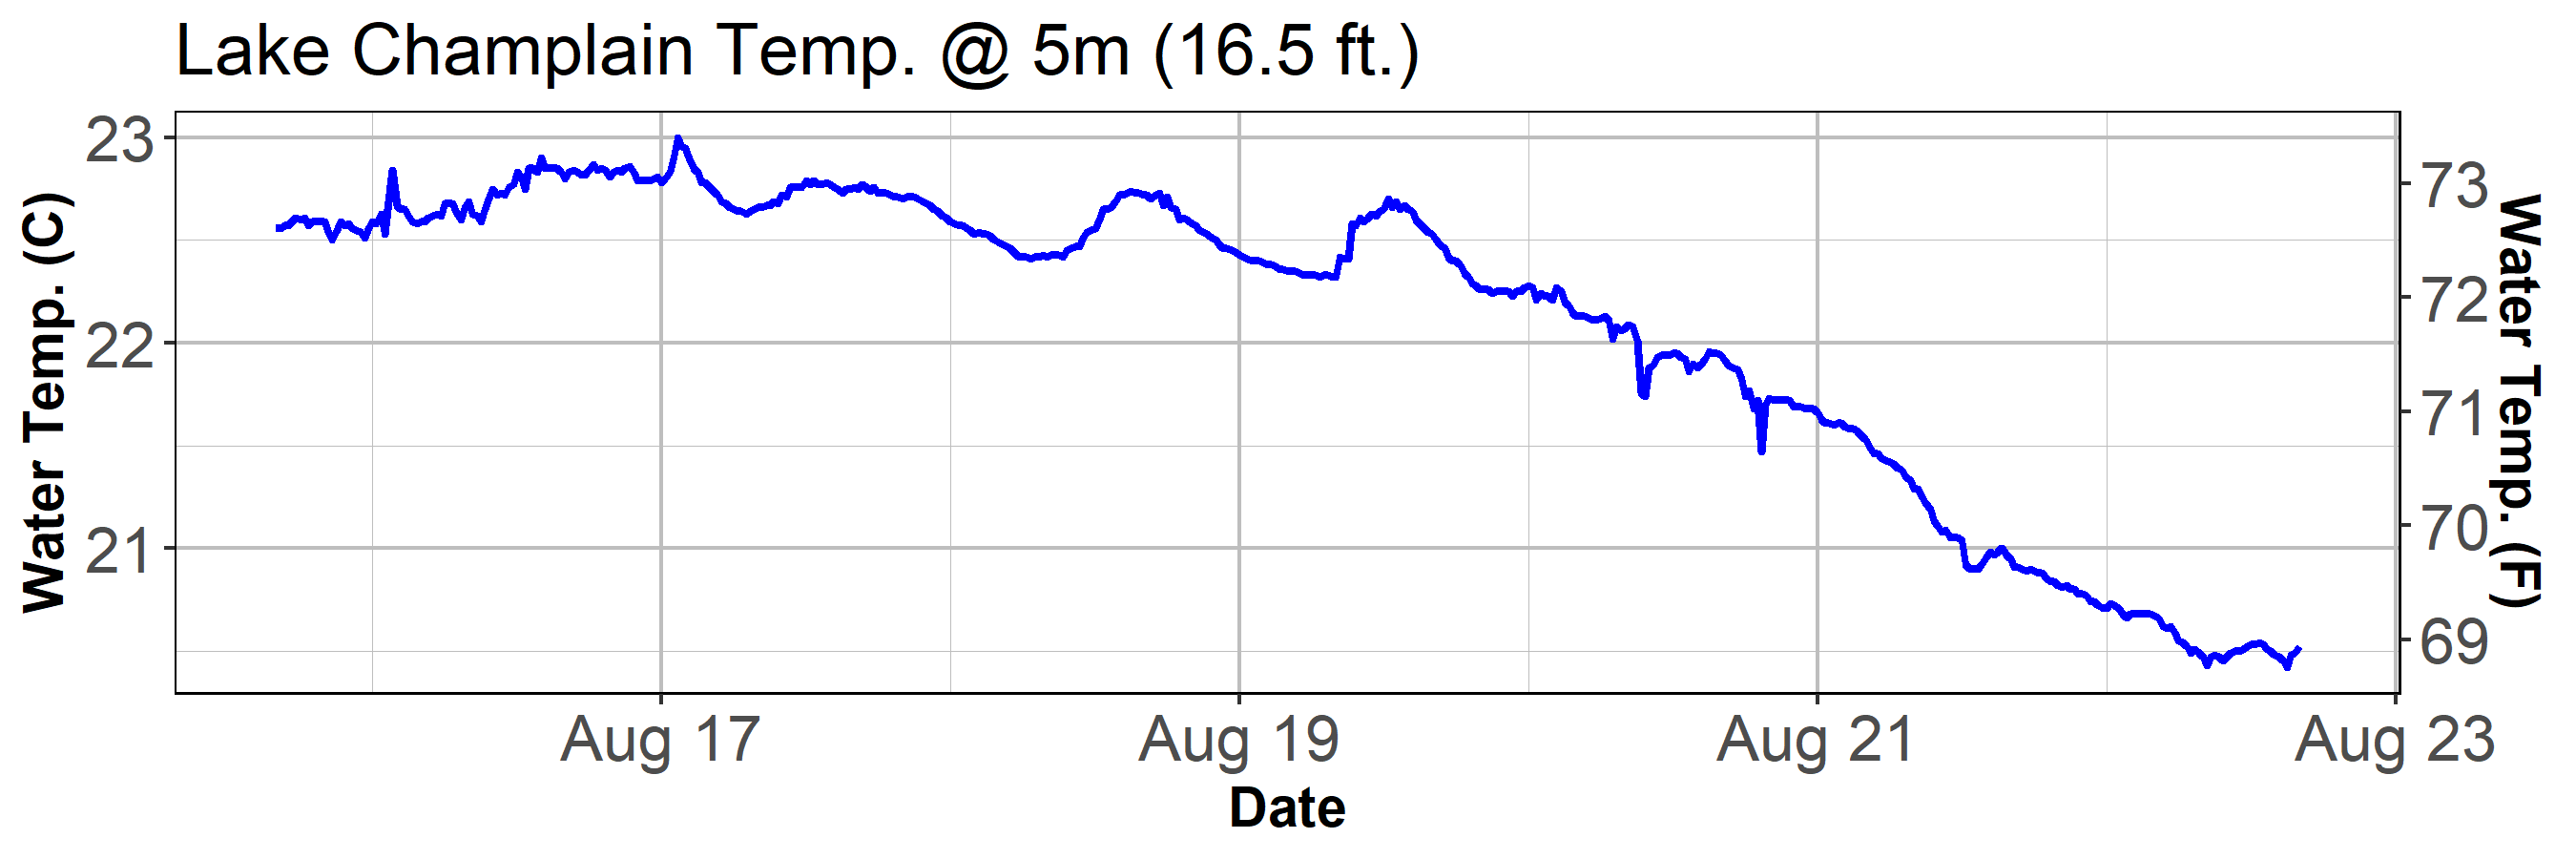 Lake Champlain Temp. @ 5m (16.5 ft.)
Water Temp. (C)
23
22
21
73
72
71
70
69
Water Temp. (F)
Aug 17
Aug 19
Aug 21
Aug 23
Date